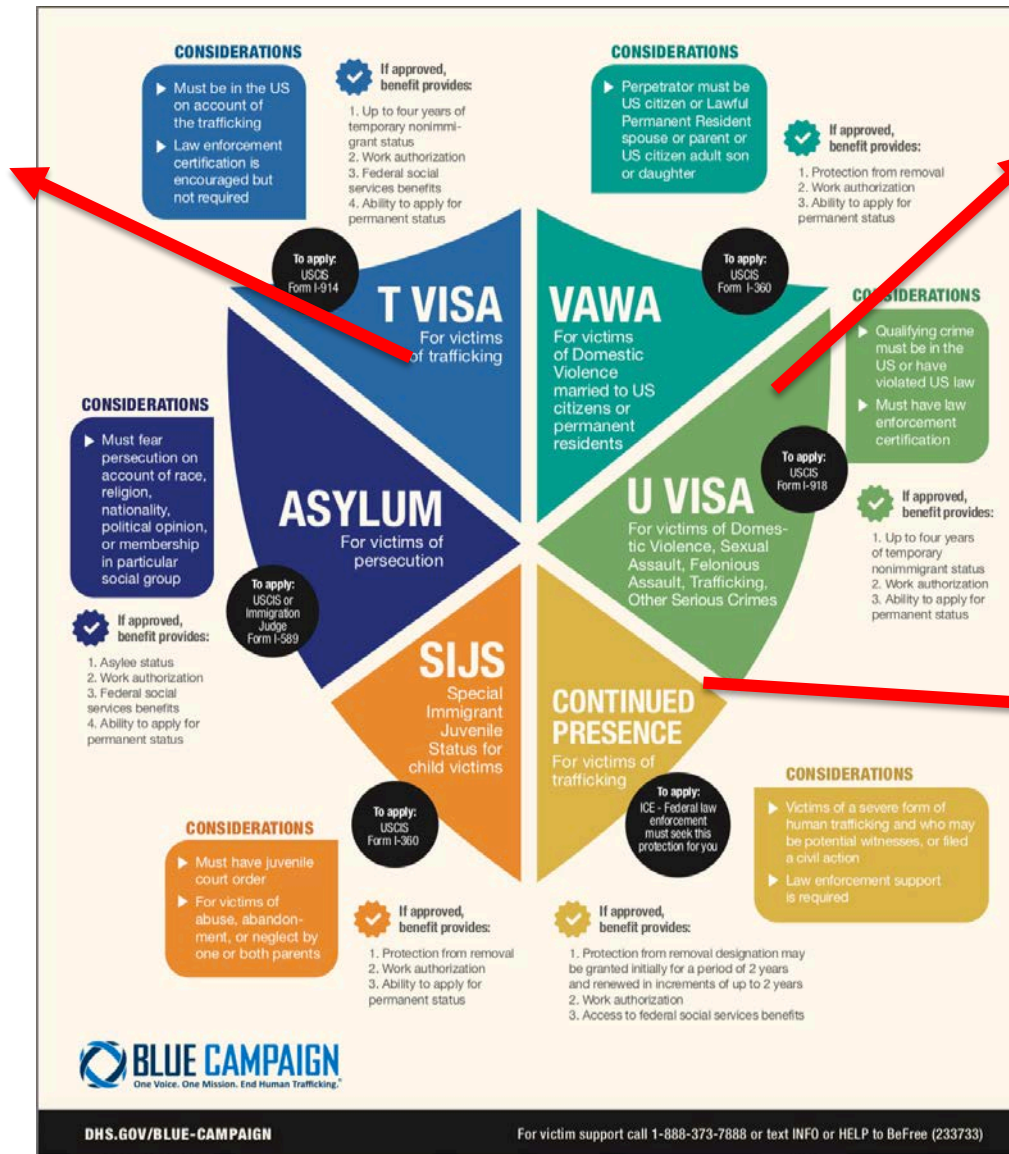 CONSIDERATIONS
Must be in the US
on account of
the trafficking
Law enforcement
certification is
encouraged but
not required
If approved,
benefit provides:
1. Up to four years of
temporary nonimmi-
grant status
2. Work authorization
3. Federal social
services benefits
4. Ability to apply for
permanent status
To apply:
USCIS
Form I-914
T VISA
For victims
of trafficking
CONSIDERATIONS
Perpetrator must be
US citizen or Lawful
Permanent Resident
spouse or parent or
US citizen adult son
or daughter
If approved,
benefit provides:
1. Protection from removal
2. Work authorization
3. Ability to apply for
permanent status
To apply:
USCIS
Form I-360
VAWA
For victims
of Domestic
Violence
married to US
citizens or
permanent
residents
CONSIDERATIONS
Qualifying crime
must be in the
US or have
violated US law
Must have law
enforcement
certification
To apply:
USCIS
Form I-918
U VISA
For victims of Domes-
tic Violence, Sexual
Assault, Felonious
Assault, Trafficking,
Other Serious Crimes
If approved,
benefit provides:
1. Up to four years
of temporary
nonimmigrant status
2. Work authorization
3. Ability to apply for
permanent status
CONSIDERATIONS
Must fear
persecution on
account of race,
religion,
nationality,
political opinion,
or membership
in particular
social group
ASYLUM
For victims of
persecution
To apply:
USCIS or
Immigration
Judge
Form I-589
If approved,
benefit provides:
1. Asylee status
2. Work authorization
3. Federal social
services benefits
4. Ability to apply for
permanent status
SIJS
Special
Immigrant
Juvenile
Status for
child victims
To apply:
USCIS
Form I-360
CONSIDERATIONS
Must have juvenile
court order
For victims of
abuse, abandon-
ment, or neglect by
one or both parents
If approved,
benefit provides:
1. Protection from removal
2. Work authorization
3. Ability to apply for
permanent status
CONTINUED
PRESENCE
For victims of
trafficking
To apply:
ICE - Federal law
enforcement
must seek this
protection for you
CONSIDERATIONS
Victims of a severe form of
human trafficking and who may
be potential witnesses, or filed
a civil action
Law enforcement support
is required
If approved,
benefit provides:
1. Protection from removal designation may
be granted initially for a period of 2 years
and renewed in increments of up to 2 years
2. Work authorization
3. Access to federal social services benefits
BLUE CAMPAIGN
One Voice. One Mission. End Human Trafficking.®
DHS.GOV/BLUE-CAMPAIGN
For victim support call 1-888-373-7888 or text INFO or HELP to BeFree (233733)